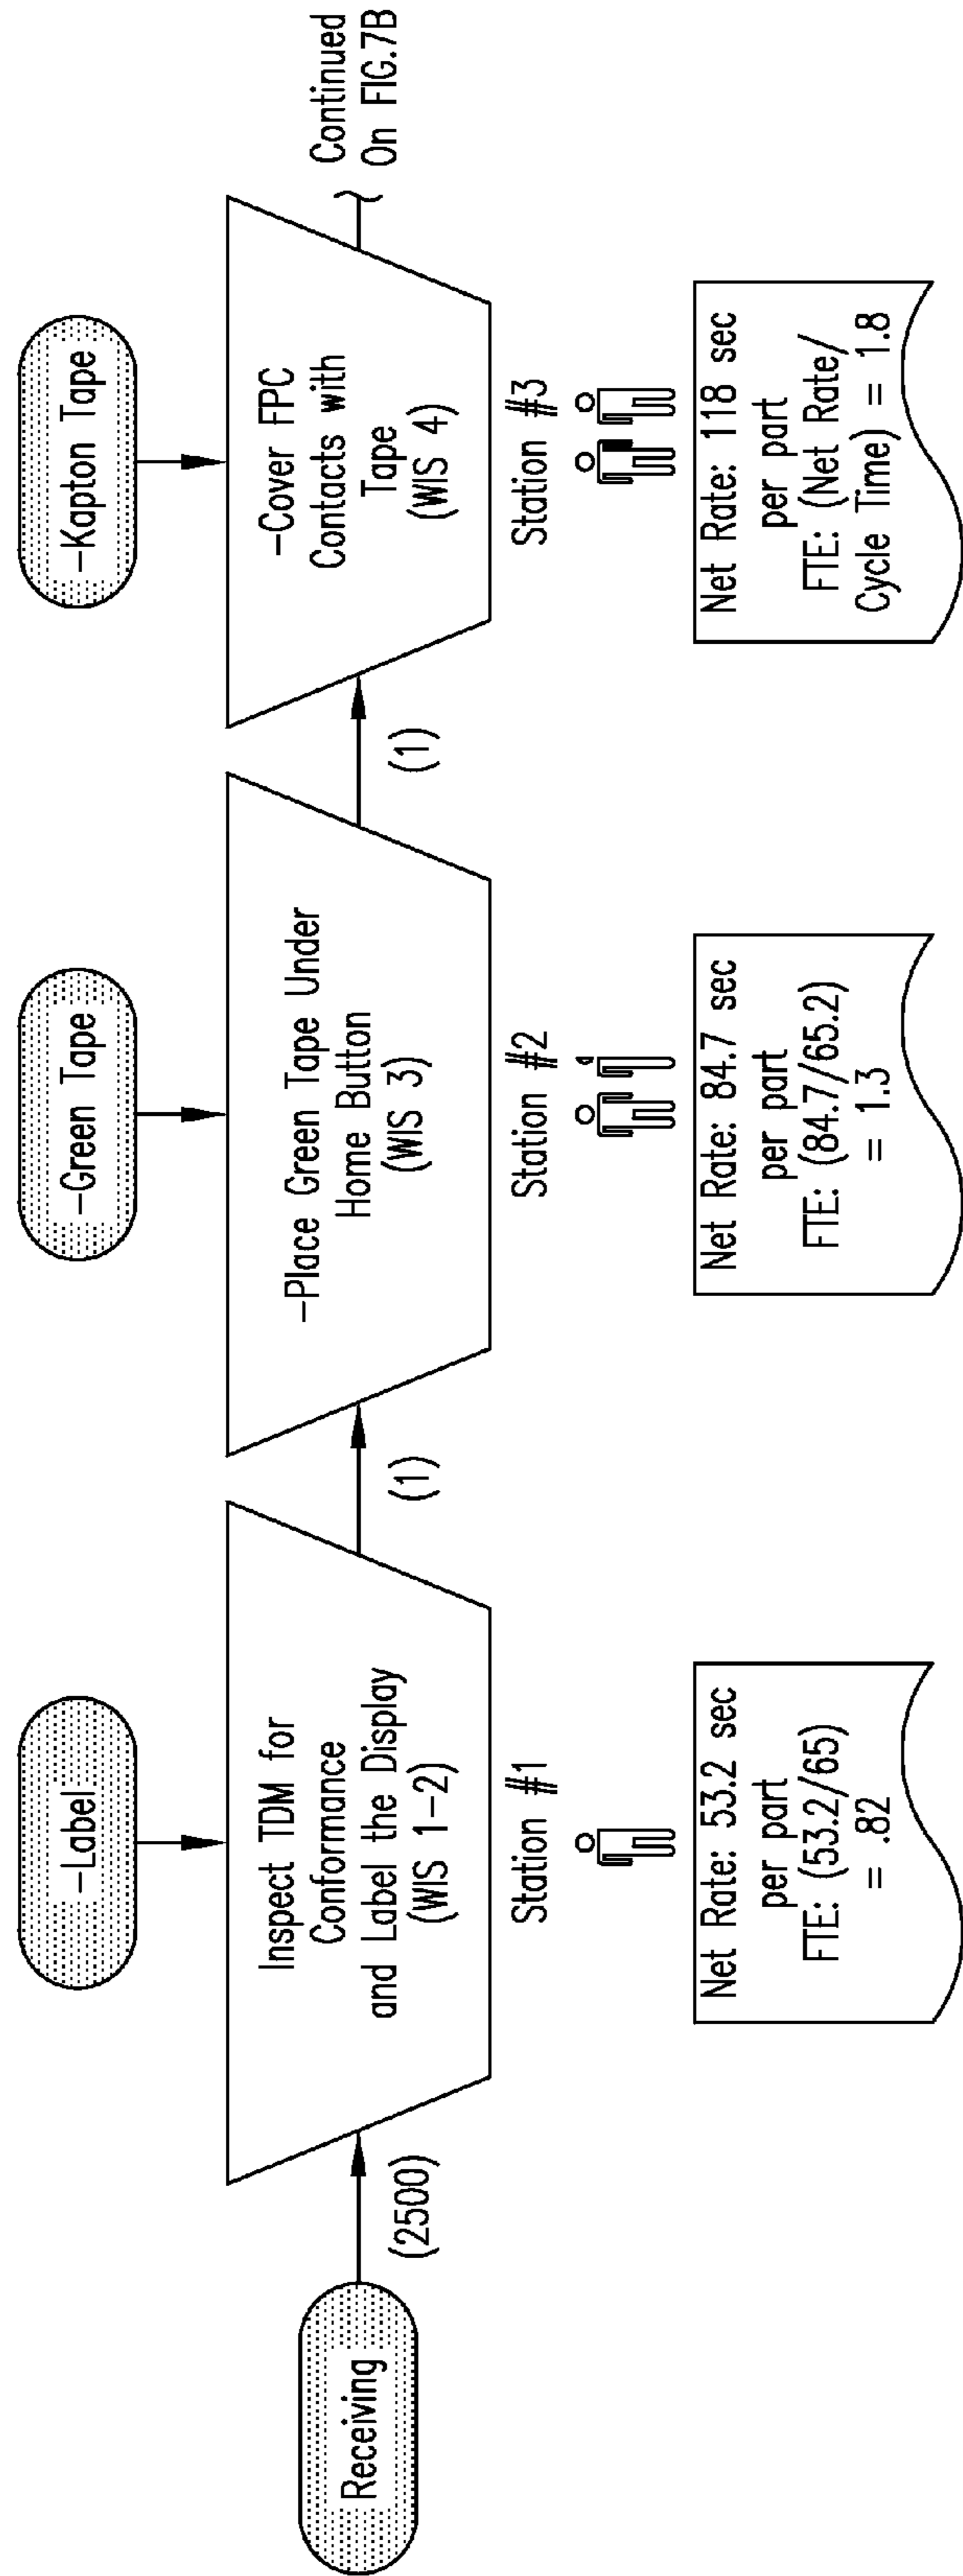 Receiving
(2500)
-Label
Inspect TDM for
Conformance
and Label the Display
(WIS 1-2)
Station #1
Net Rate: 53.2 sec
per part
FTE: (53.2/65)
= .82
(1)
-Green Tape
-Place Green Tape Under
Home Button
(WIS 3)
Station #2
Net Rate: 84.7 sec
per part
FTE: (84.7/65.2)
= 1.3
(1)
-Kapton Tape
-Cover FPC
Contacts with
Tape
(WIS 4)
Station #3
Net Rate: 118 sec
per part
FTE: (Net Rate/
Cycle Time) = 1.8
Continued
On FIG.7B